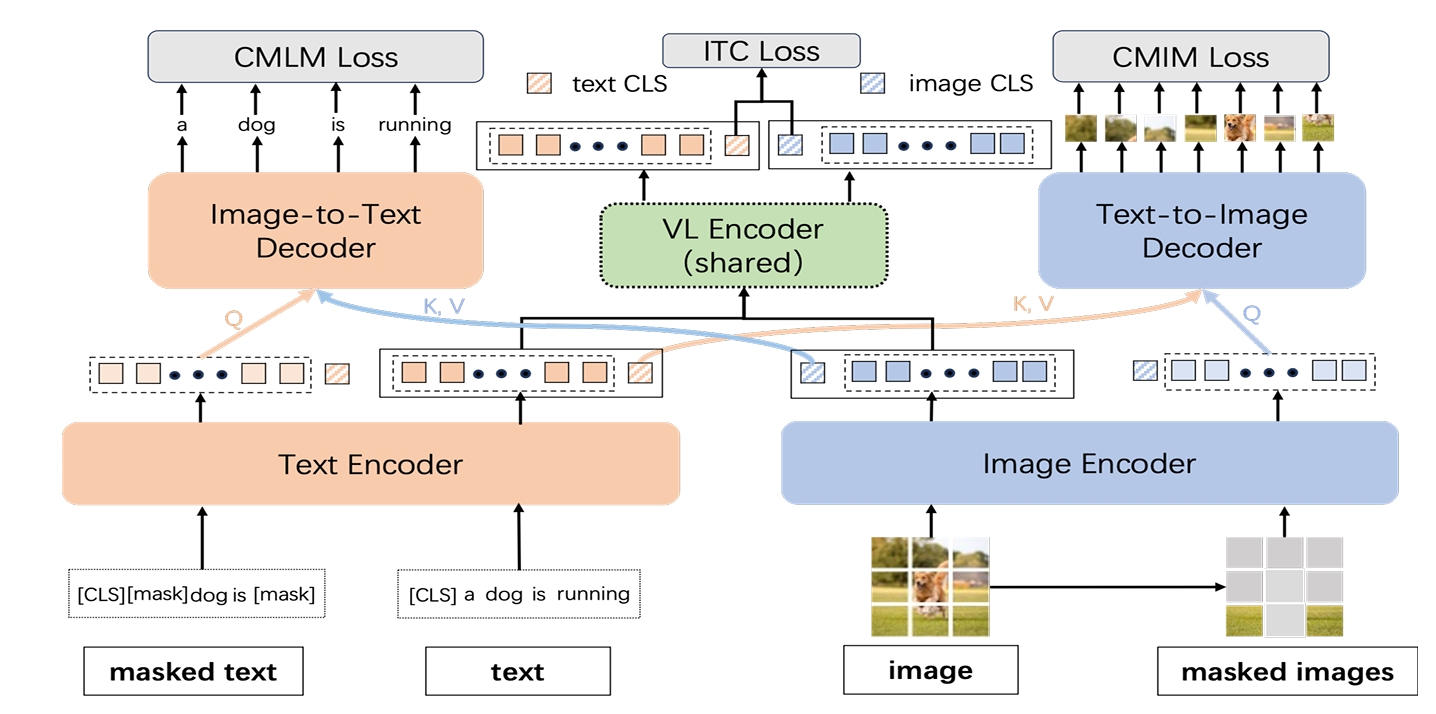 CMLM Loss
ITC Loss
CMIM Loss
text CLS
image CLS
a dog is running
Image-to-Text
Decoder
VL Encoder
(shared)
Text-to-Image
Decoder
Q
K, V
K, V
Q
Text Encoder
Image Encoder
[CLS][mask]dog is [mask]
[CLS] a dog is running
masked text
text
image
masked images